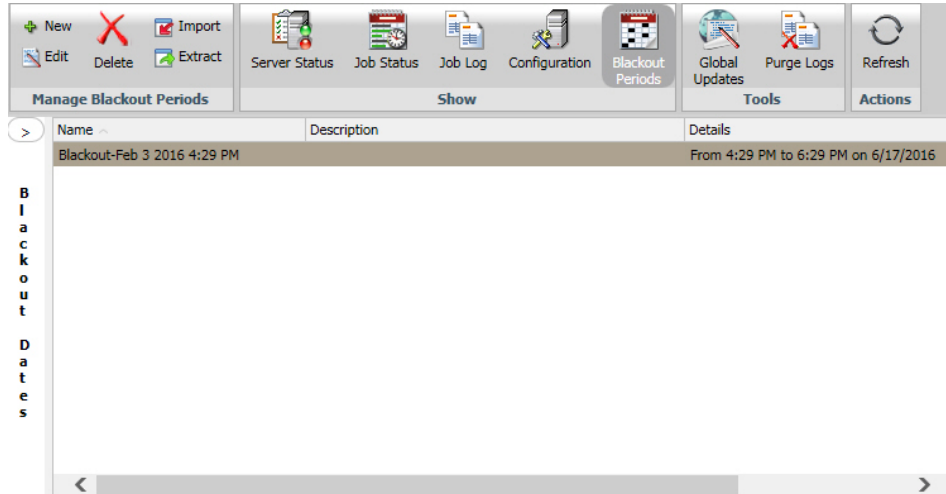 New
Edit
Delete
Import
Extract
Manage Blackout Periods
Server Status
Job Status
Job Log
Configuration
Blackout
Periods
Show
Global
Updates
Purge Logs
Tools
Refresh
Actions
>
Blackout Dates
Name Description Details
Blackout-Feb 3 2016 4:29 PM From 4:29 PM to 6:29 PM on 6/17/2016